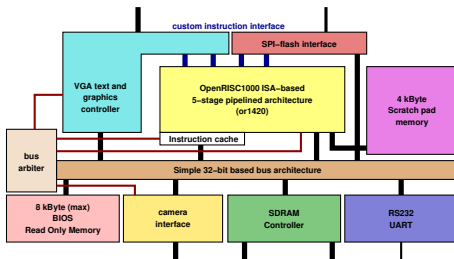 custom instruction interface
SPI-flash interface
VGA text and
graphics
controller
OpenRISC1000 ISA-based
5-stage pipelined architecture
(or1420)
4 kByte
Scratch pad
memory
Instruction cache
bus
arbiter
Simple 32-bit based bus architecture
8 kByte (max)
BIOS
Read Only Memory
camera
interface
SDRAM
Controller
RS232
UART